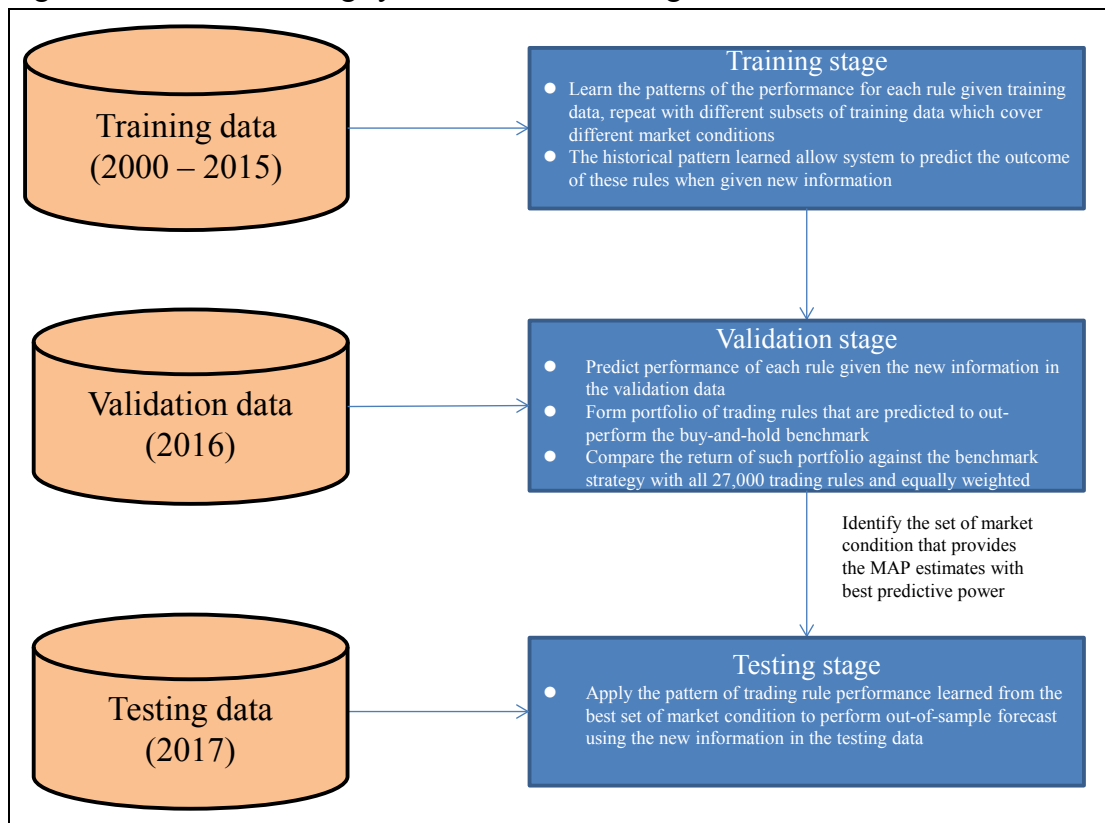 Training data
(2000 – 2015)
Training stage
Learn the patterns of the performance for each rule given training
data, repeat with different subsets of training data which cover
different market conditions
The historical pattern learned allow system to predict the outcome
of these rules when given new information
Validation data
(2016)
Validation stage
Predict performance of each rule given the new information in
the validation data
Form portfolio of trading rules that are predicted to out-
perform the buy-and-hold benchmark
Compare the return of such portfolio against the benchmark
strategy with all 27,000 trading rules and equally weighted
Identify the set of market
condition that provides
the MAP estimates with
best predictive power
Testing data
(2017)
Testing stage
Apply the pattern of trading rule performance learned from the
best set of market condition to perform out-of-sample forecast
using the new information in the testing data